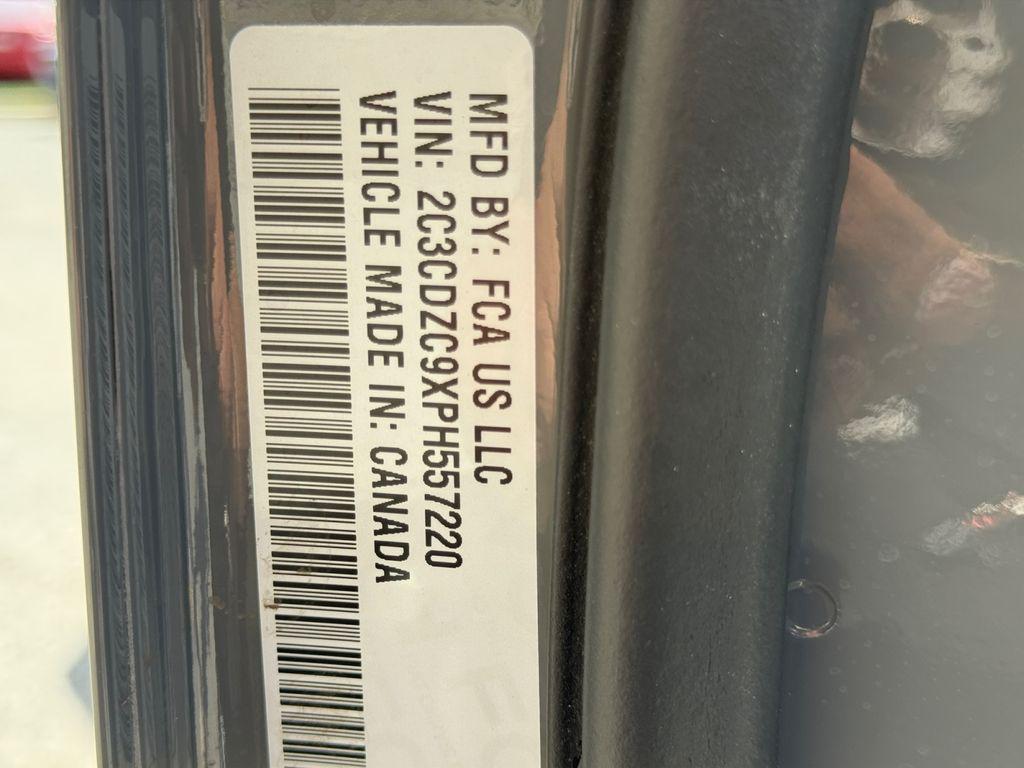 MFD BY: FCA US LLC
VIN: 2C3CDZC9XPH557220
VEHICLE MADE IN: CANADA